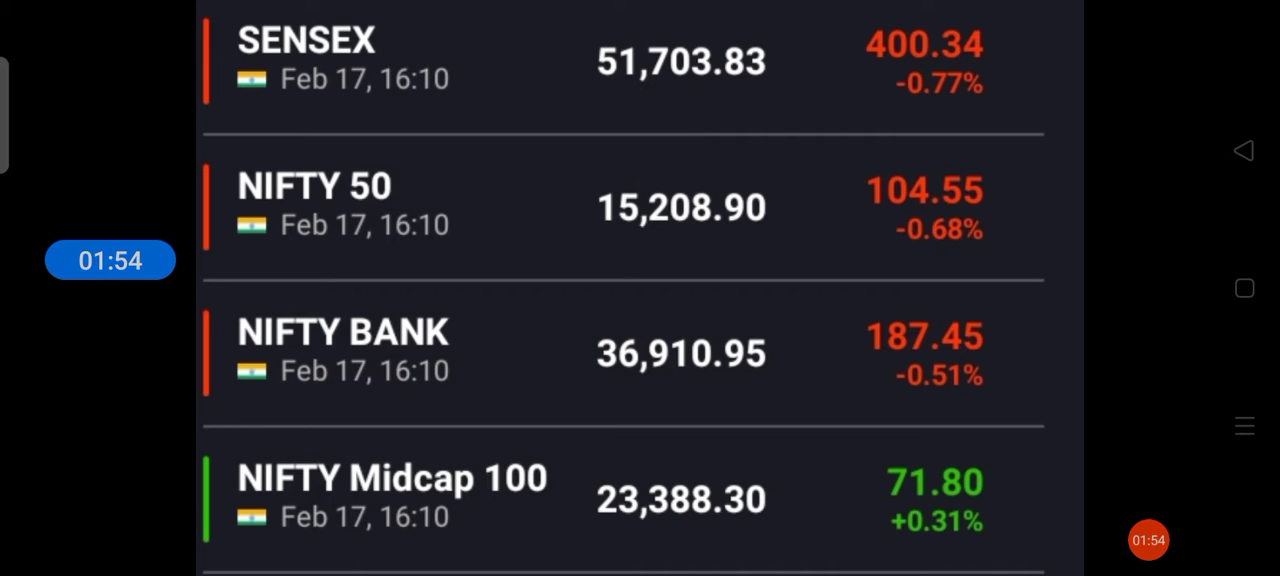 SENSEX
Feb 17, 16:10
51,703.83
400.34
-0.77%
NIFTY 50
Feb 17, 16:10
15,208.90
104.55
-0.68%
01:54
NIFTY BANK
Feb 17, 16:10
36,910.95
187.45
-0.51%
NIFTY Midcap 100
Feb 17, 16:10
23,388.30
71.80
+0.31%
01:54